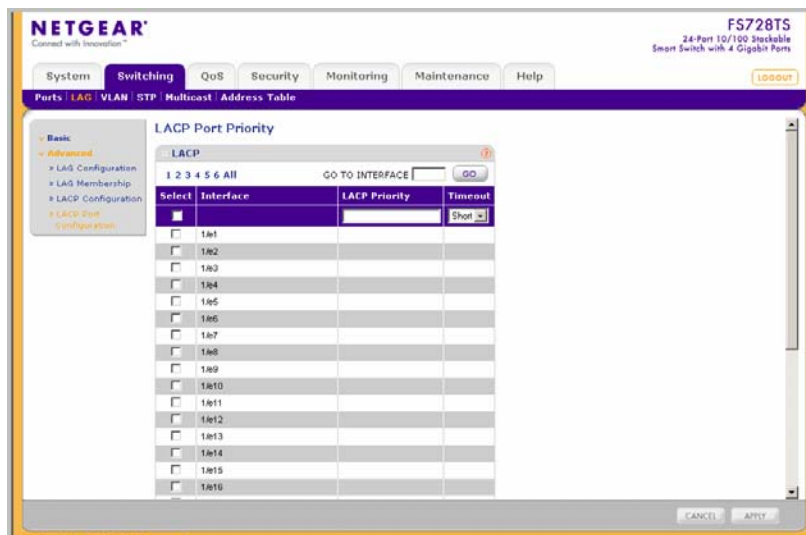 NETGEAR®
Connect with Innovation™
FS728TS
24-Port 10/100 Stackable
Smart Switch with 4 Gigabit Ports
System Switching QoS Security Monitoring Maintenance Help
LOGOUT
Ports LAG VLAN STP Multicast Address Table
Basic
Advanced
LAG Configuration
LAG Membership
LACP Configuration
LACP Port
Configuration
LACP Port Priority
LACP
1 2 3 4 5 6 All GO TO INTERFACE GO
Select Interface LACP Priority Timeout
Short
1/e1
1/e2
1/e3
1/e4
1/e5
1/e6
1/e7
1/e8
1/e9
1/e10
1/e11
1/e12
1/e13
1/e14
1/e15
1/e16
CANCEL APPLY